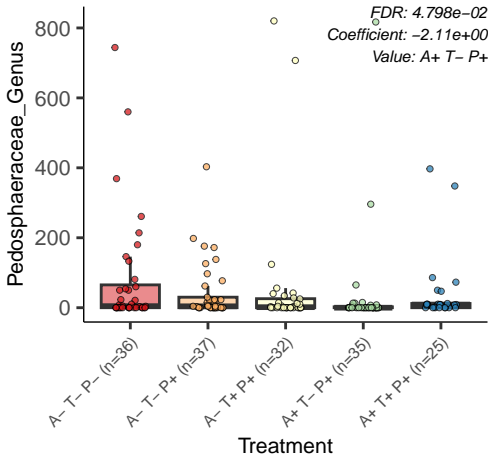 FDR: 4.798e−02
Coefficient: −2.11e+00
Value: A+ T− P+
Pedosphaeraceae_Genus
800
600
400
200
0
A− T− P− (n=36)
A− T− P+ (n=37)
A− T+ P+ (n=32)
A+ T− P+ (n=35)
A+ T+ P+ (n=25)
Treatment